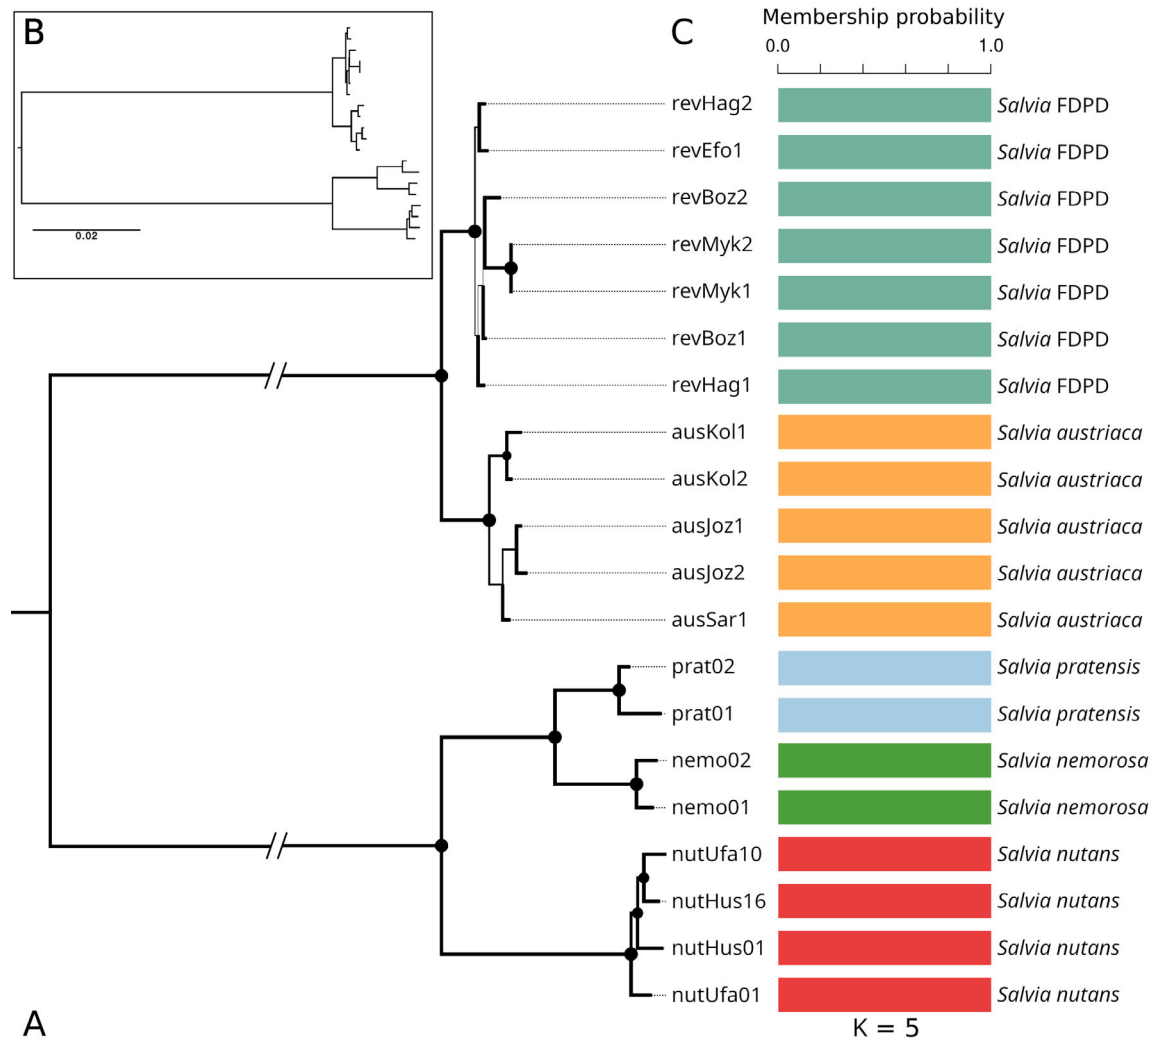 B
0.02
C
Membership probability
0.0 1.0
revHag2 Salvia FDPD
revEfo1 Salvia FDPD
revBoz2 Salvia FDPD
revMyk2 Salvia FDPD
revMyk1 Salvia FDPD
revBoz1 Salvia FDPD
revHag1 Salvia FDPD
ausKol1 Salvia austriaca
ausKol2 Salvia austriaca
ausJoz1 Salvia austriaca
ausJoz2 Salvia austriaca
ausSar1 Salvia austriaca
prat02 Salvia pratensis
prat01 Salvia pratensis
nemo02 Salvia nemorosa
nemo01 Salvia nemorosa
nutUfa10 Salvia nutans
nutHus16 Salvia nutans
nutHus01 Salvia nutans
nutUfa01 Salvia nutans
A
K = 5